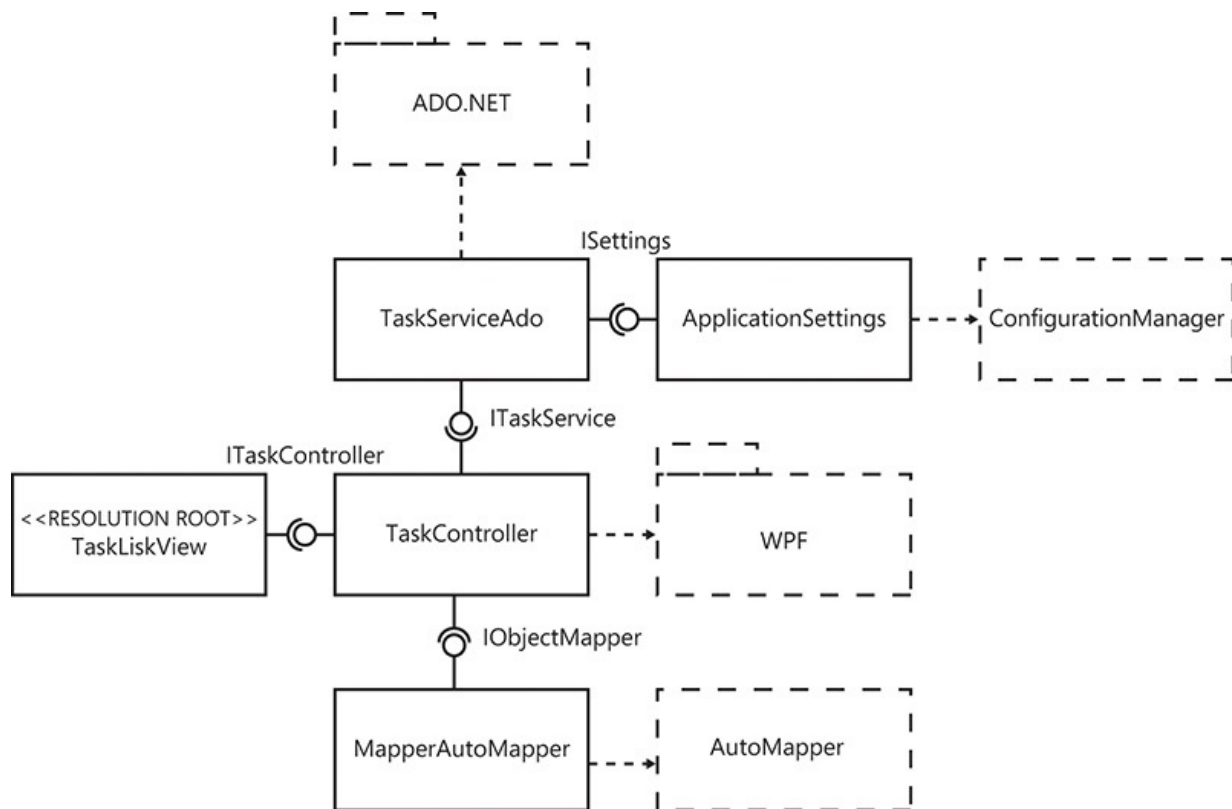 ADO.NET
ISettings
TaskServiceAdo
ApplicationSettings
ConfigurationManager
ITaskService
ITaskController
<<RESOLUTION ROOT>>
TaskLiskView
TaskController
WPF
IObjectMapper
MapperAutoMapper
AutoMapper